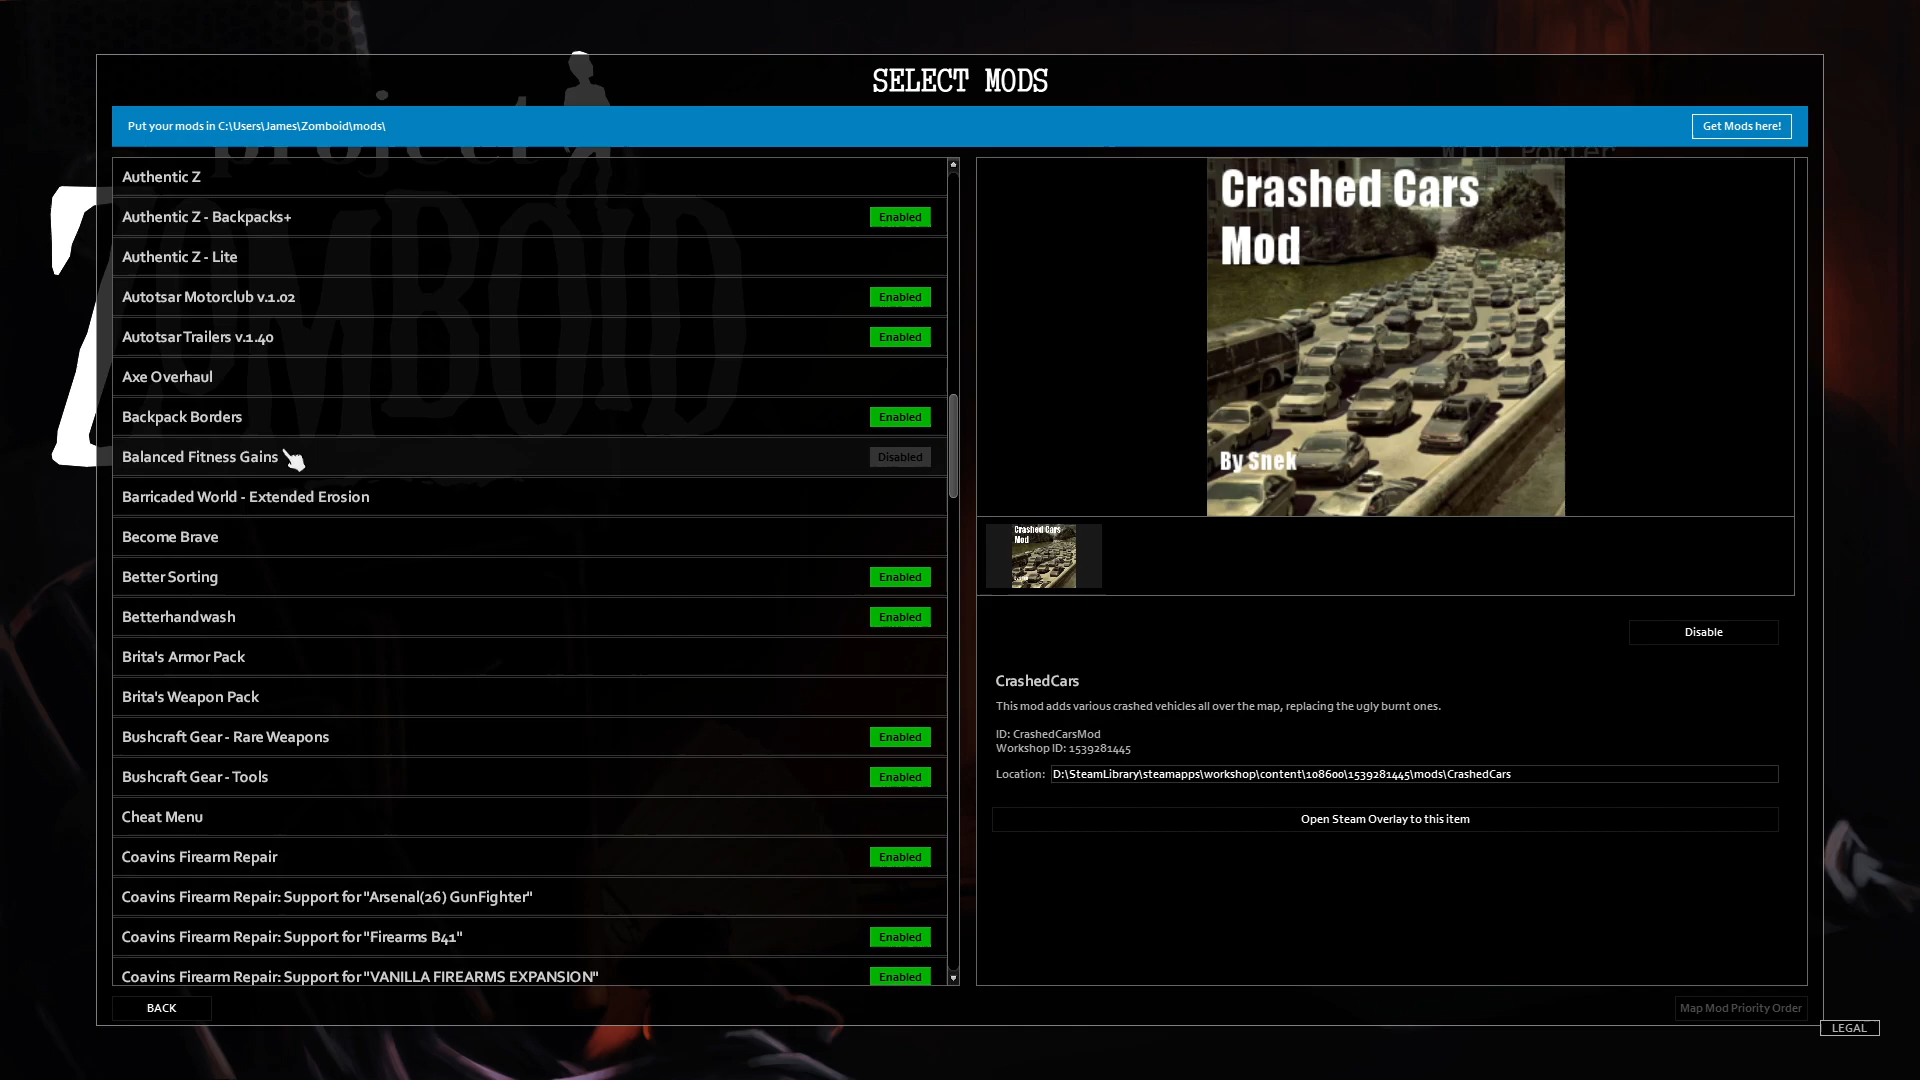 SELECT MODS
Put your mods in C:\Users\James\Zomboid\mods\
Get Mods here!
project
ZOMBOID
Will Porter
Authentic Z
Authentic Z - Backpacks+
Enabled
Authentic Z - Lite
Autotsar Motorclub v.1.02
Enabled
Autotsar Trailers v.1.40
Enabled
Axe Overhaul
Backpack Borders
Enabled
Balanced Fitness Gains
Disabled
Barricaded World - Extended Erosion
Become Brave
Better Sorting
Enabled
Betterhandwash
Enabled
Brita's Armor Pack
Brita's Weapon Pack
Bushcraft Gear - Rare Weapons
Enabled
Bushcraft Gear - Tools
Enabled
Cheat Menu
Coavins Firearm Repair
Enabled
Coavins Firearm Repair: Support for "Arsenal(26) GunFighter"
Coavins Firearm Repair: Support for "Firearms B41"
Enabled
Coavins Firearm Repair: Support for "VANILLA FIREARMS EXPANSION"
Enabled
BACK
Crashed Cars
Mod
By Snek
Crashed Cars
Mod
Disable
CrashedCars
This mod adds various crashed vehicles all over the map, replacing the ugly burnt ones.
ID: CrashedCarsMod
Workshop ID: 1539281445
Location: D:\SteamLibrary\steamapps\workshop\content\108600\1539281445\mods\CrashedCars
Open Steam Overlay to this item
Map Mod Priority Order
LEGAL